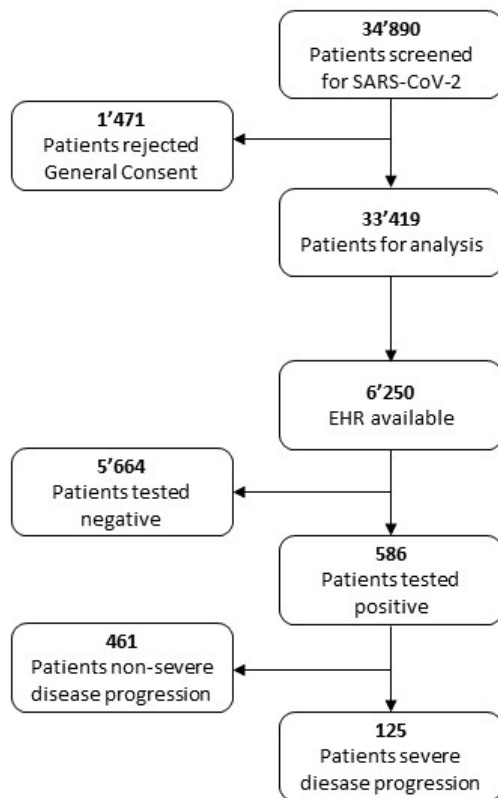 34’890
Patients screened
for SARS-CoV-2
1’471
Patients rejected
General Consent
33’419
Patients for analysis
6’250
EHR available
5’664
Patients tested
negative
586
Patients tested
positive
461
Patients non-severe
disease progression
125
Patients severe
diesase progression